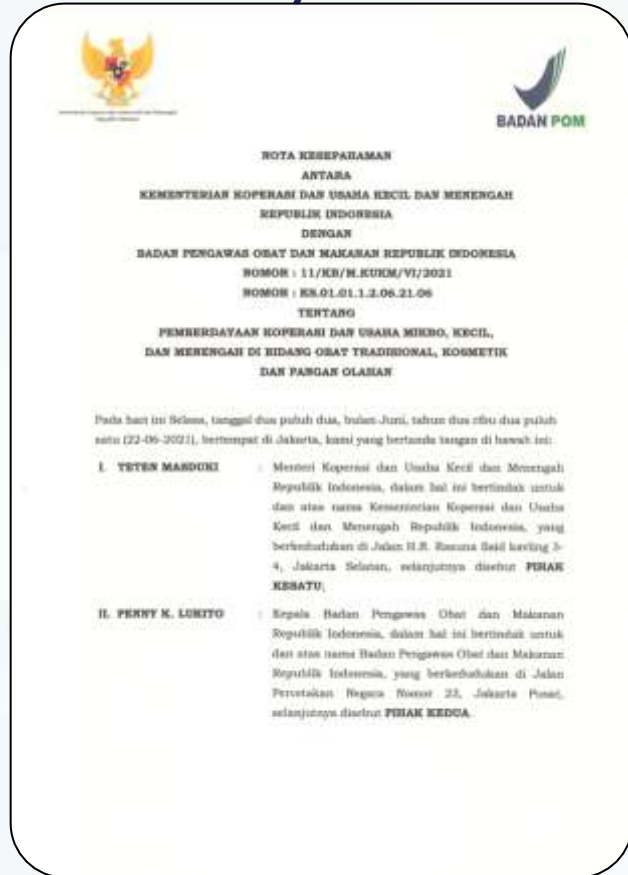 BADAN POM
NOTA KESEPAHAMAN
ANTARA
KEMENTERIAN KOPERASI DAN USAHA KECIL DAN MENENGAH
REPUBLIK INDONESIA
DENGAN
BADAN PENGAWAS OBAT DAN MAKANAN REPUBLIK INDONESIA
NOMOR : 11/KB/M.KUKM/VI/2021
NOMOR : KS.01.01.1.2.06.21.06
TENTANG
PEMBERDAYAAN KOPERASI DAN USAHA MIKRO, KECIL,
DAN MENENGAH DI BIDANG OBAT TRADISIONAL, KOSMETIK
DAN PANGAN OLAHAN
Pada hari ini Selasa, tanggal dua puluh dua, bulan Juni, tahun dua ribu dua puluh
satu (22-06-2021), bertempat di Jakarta, kami yang bertanda tangan di bawah ini:
I. TETEN MASDUKI : Menteri Koperasi dan Usaha Kecil dan Menengah
Republik Indonesia, dalam hal ini bertindak untuk
dan atas nama Kementerian Koperasi dan Usaha
Kecil dan Menengah Republik Indonesia, yang
berkedudukan di Jalan H.R. Rasuna Said kavling 3-
4, Jakarta Selatan, selanjutnya disebut PIHAK
KESATU;
II. PENNY K. LUKITO : Kepala Badan Pengawas Obat dan Makanan
Republik Indonesia, dalam hal ini bertindak untuk
dan atas nama Badan Pengawas Obat dan Makanan
Republik Indonesia, yang berkedudukan di Jalan
Percetakan Negara Nomor 23, Jakarta Pusat,
selanjutnya disebut PIHAK KEDUA.